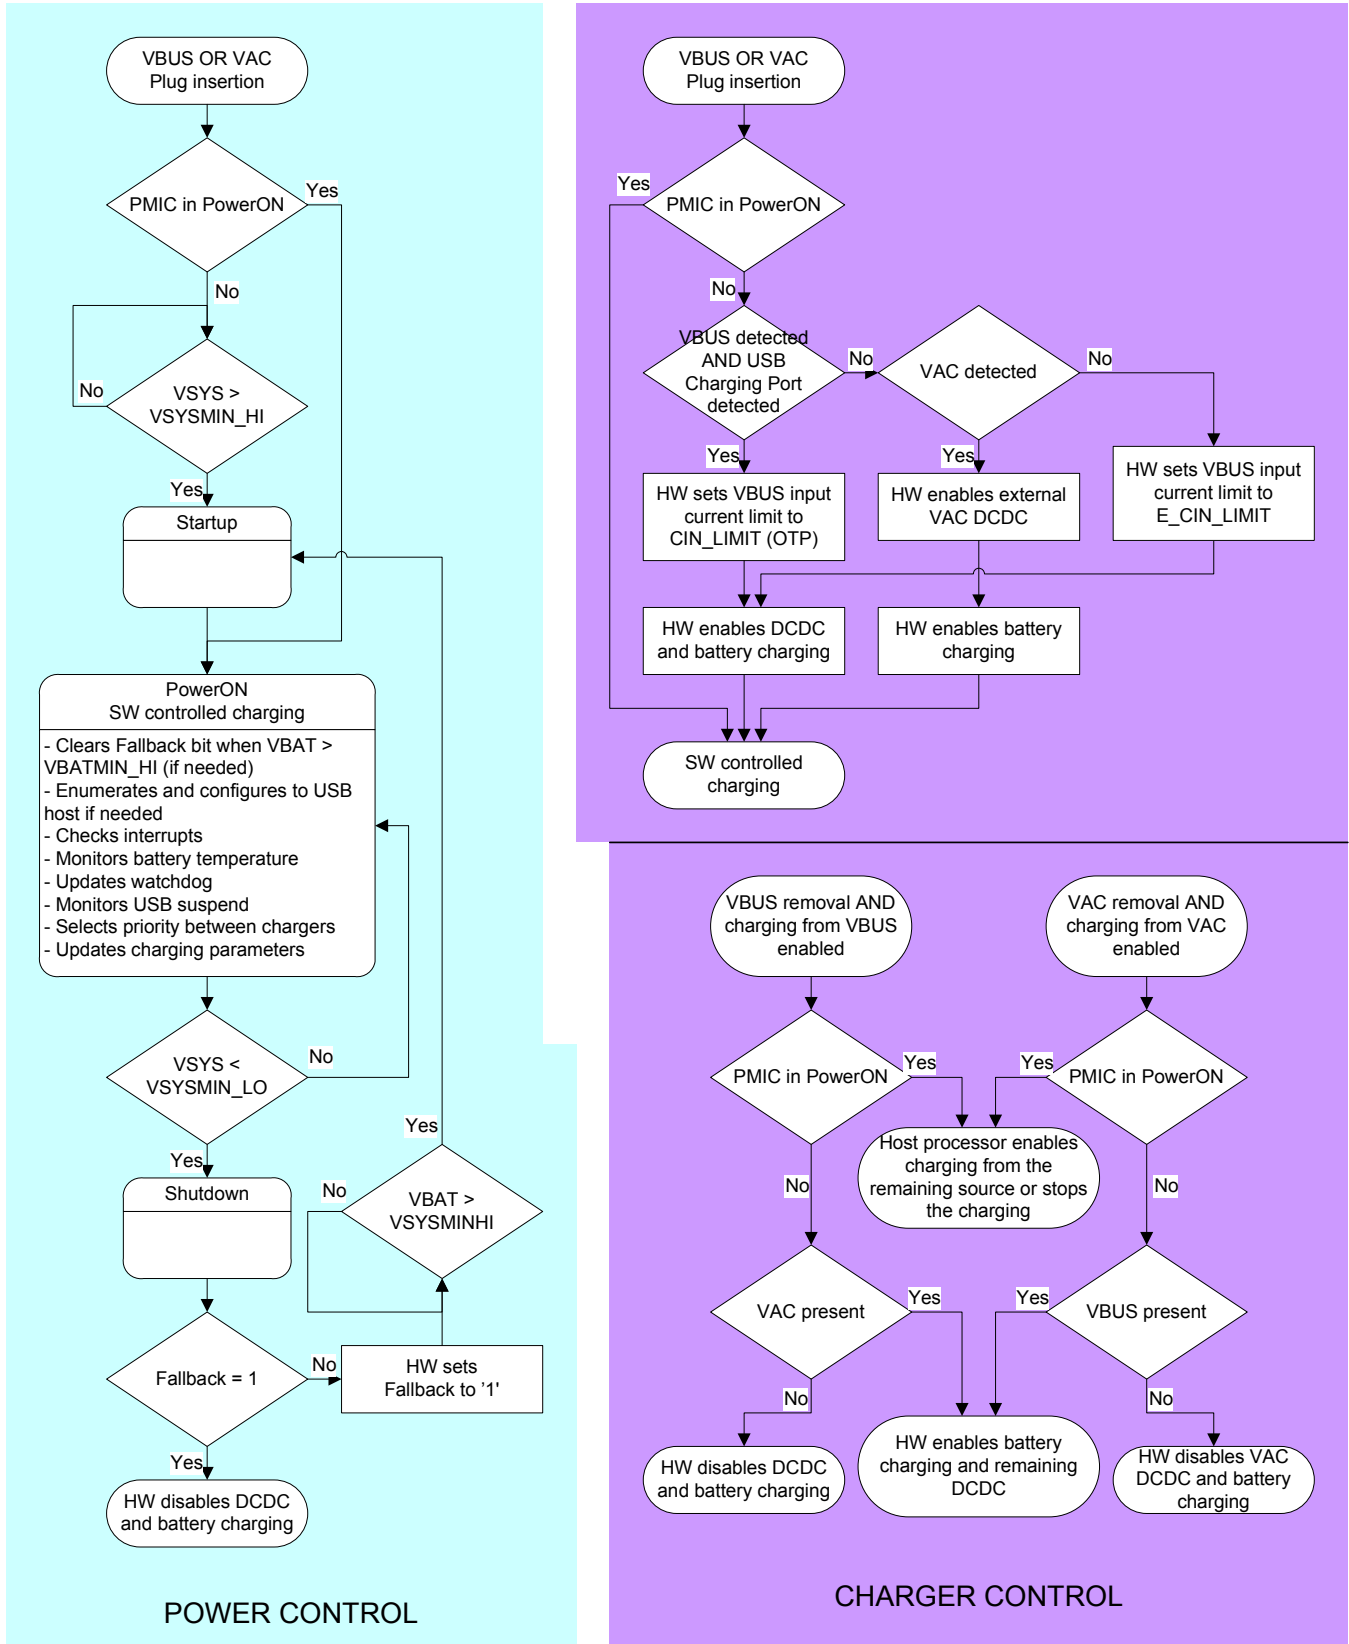 VBUS OR VAC
Plug insertion
PMIC in PowerON
Yes
No
VSYS >
VSYSMIN_HI
No
Yes
Startup
PowerON
SW controlled charging
- Clears Fallback bit when VBAT >
VBATMIN_HI (if needed)
- Enumerates and configures to USB
host if needed
- Checks interrupts
- Monitors battery temperature
- Updates watchdog
- Monitors USB suspend
- Selects priority between chargers
- Updates charging parameters
VSYS <
VSYSMIN_LO
No
Yes
Shutdown
Yes
VBAT >
VSYSMINHI
No
Fallback = 1
No
HW sets
Fallback to '1'
Yes
HW disables DCDC
and battery charging
POWER CONTROL
VBUS OR VAC
Plug insertion
PMIC in PowerON
Yes
No
VBUS detected
AND USB
Charging Port
detected
No
VAC detected
No
Yes
Yes
HW sets VBUS input
current limit to
CIN_LIMIT (OTP)
HW enables external
VAC DCDC
HW sets VBUS input
current limit to
E_CIN_LIMIT
HW enables DCDC
and battery charging
HW enables battery
charging
SW controlled
charging
VBUS removal AND
charging from VBUS
enabled
VAC removal AND
charging from VAC
enabled
PMIC in PowerON
Yes
Yes
PMIC in PowerON
Host processor enables
charging from the
remaining source or stops
the charging
No
No
VAC present
Yes
Yes
VBUS present
No
No
HW disables DCDC
and battery charging
HW enables battery
charging and remaining
DCDC
HW disables VAC
DCDC and battery
charging
CHARGER CONTROL